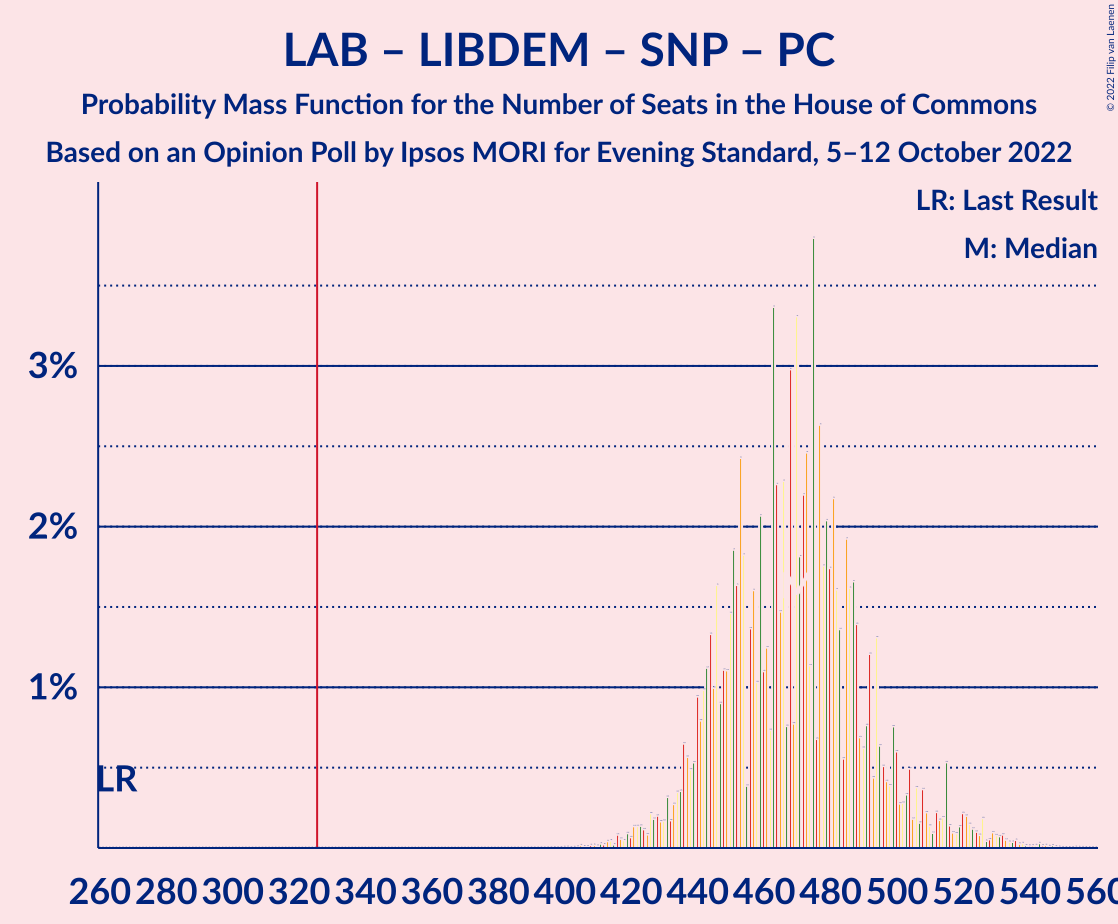 LAB – LIBDEM – SNP – PC
Probability Mass Function for the Number of Seats in the House of Commons
Based on an Opinion Poll by Ipsos MORI for Evening Standard, 5–12 October 2022
© 2022 Filip van Laenen
LR: Last Result
M: Median
3%
2%
1%
LR
260 280 300 320 340 360 380 400 420 440 460 480 500 520 540 560